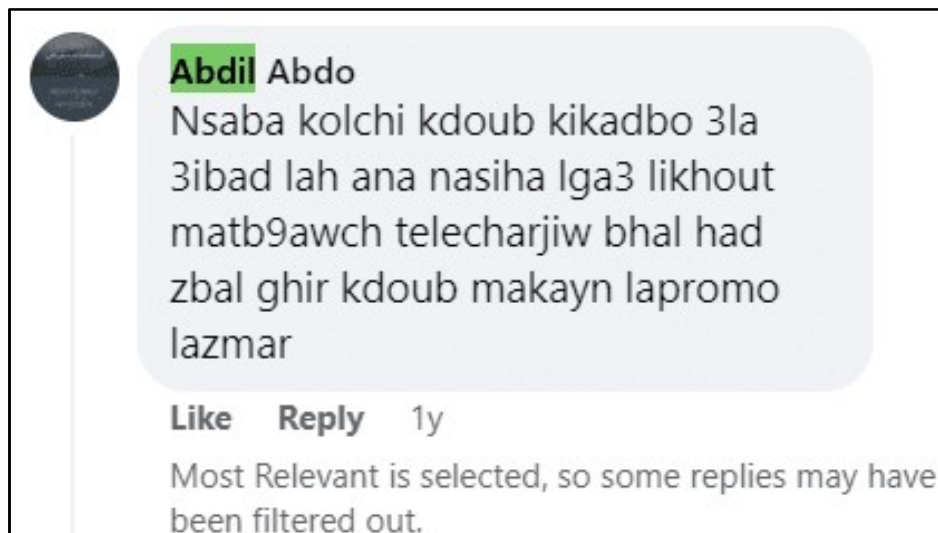 Abdil Abdo
Nsaba kolchi kdoub kikadbo 3la
3ibad lah ana nasiha lga3 likhout
matb9awch telecharjiw bhal had
zbal ghir kdoub makayn lapromo
lazmar
Like Reply 1y
Most Relevant is selected, so some replies may have
been filtered out.